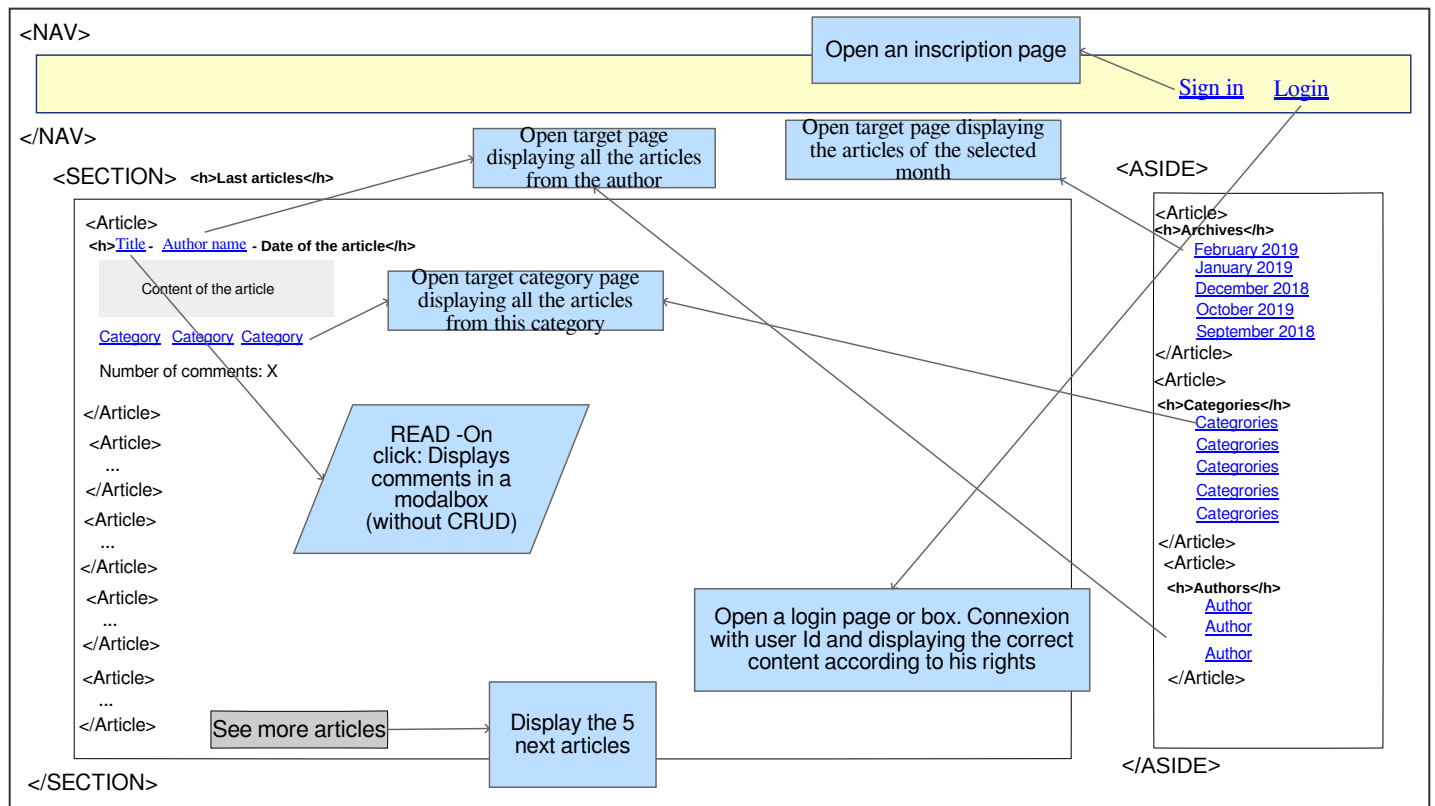 <NAV>
Open an inscription page
Sign in
Login
</NAV>
Open target page
displaying all the articles
from the author
Open target page displaying
the articles of the selected
month
<SECTION>
<h>Last articles</h>
<Article>
<h>Title - Author name - Date of the article</h>
Content of the article
Category Category Category
Number of comments: X
</Article>
Open target category page
displaying all the articles
from this category
READ -On
click: Displays
comments in a
modalbox
(without CRUD)
<Article>
...
</Article>
<Article>
...
</Article>
<Article>
...
</Article>
<Article>
...
</Article>
See more articles
Display the 5
next articles
Open a login page or box. Connexion
with user Id and displaying the correct
content according to his rights
</SECTION>
<ASIDE>
<Article>
<h>Archives</h>
February 2019
January 2019
December 2018
October 2019
September 2018
</Article>
<Article>
<h>Categories</h>
Categrories
Categrories
Categrories
Categrories
Categrories
</Article>
<Article>
<h>Authors</h>
Author
Author
Author
</Article>
</ASIDE>